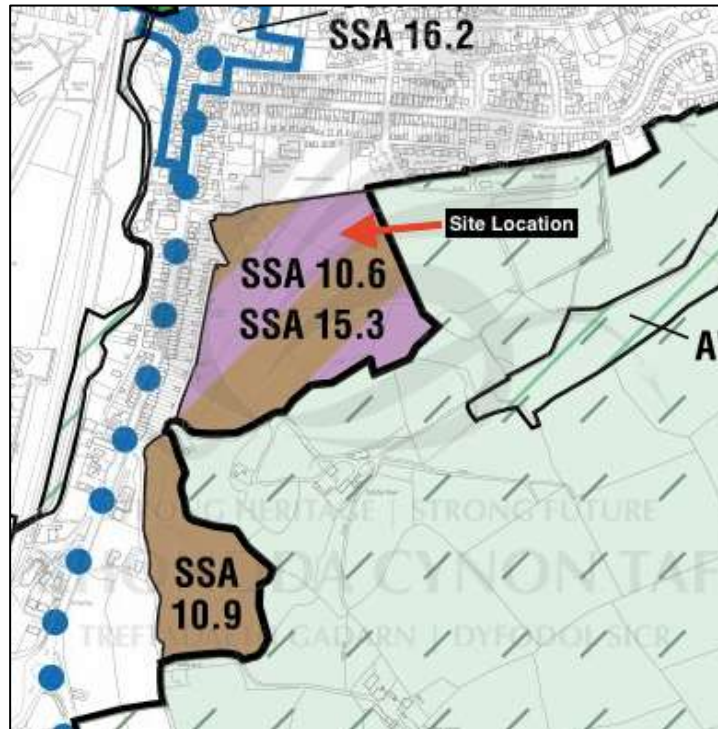 SSA 16.2
Site Location
SSA 10.6
SSA 15.3
A
STRONG HERITAGE | STRONG FUTURE
RHONDDA CYNON TAF
SSA
10.9
TREFTADAETH GADARN | DYFODOL SICR